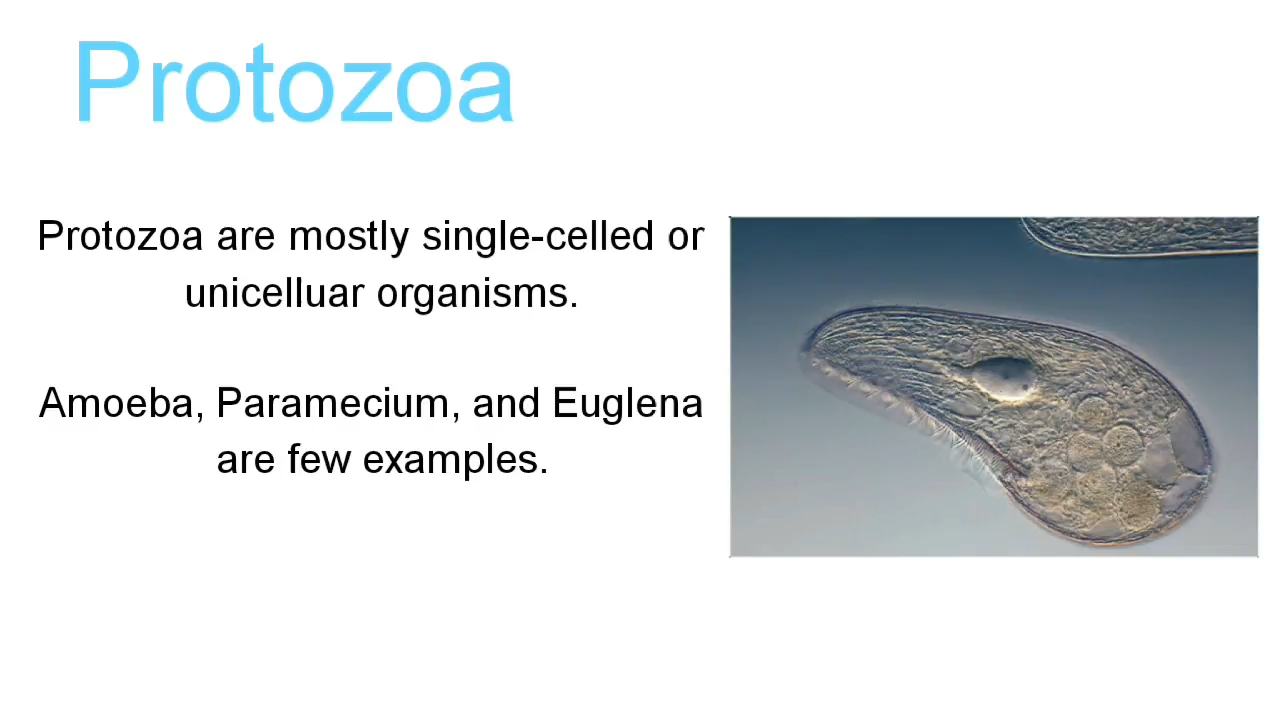 Protozoa
Protozoa are mostly single-celled or
unicelluar organisms.
Amoeba, Paramecium, and Euglena
are few examples.